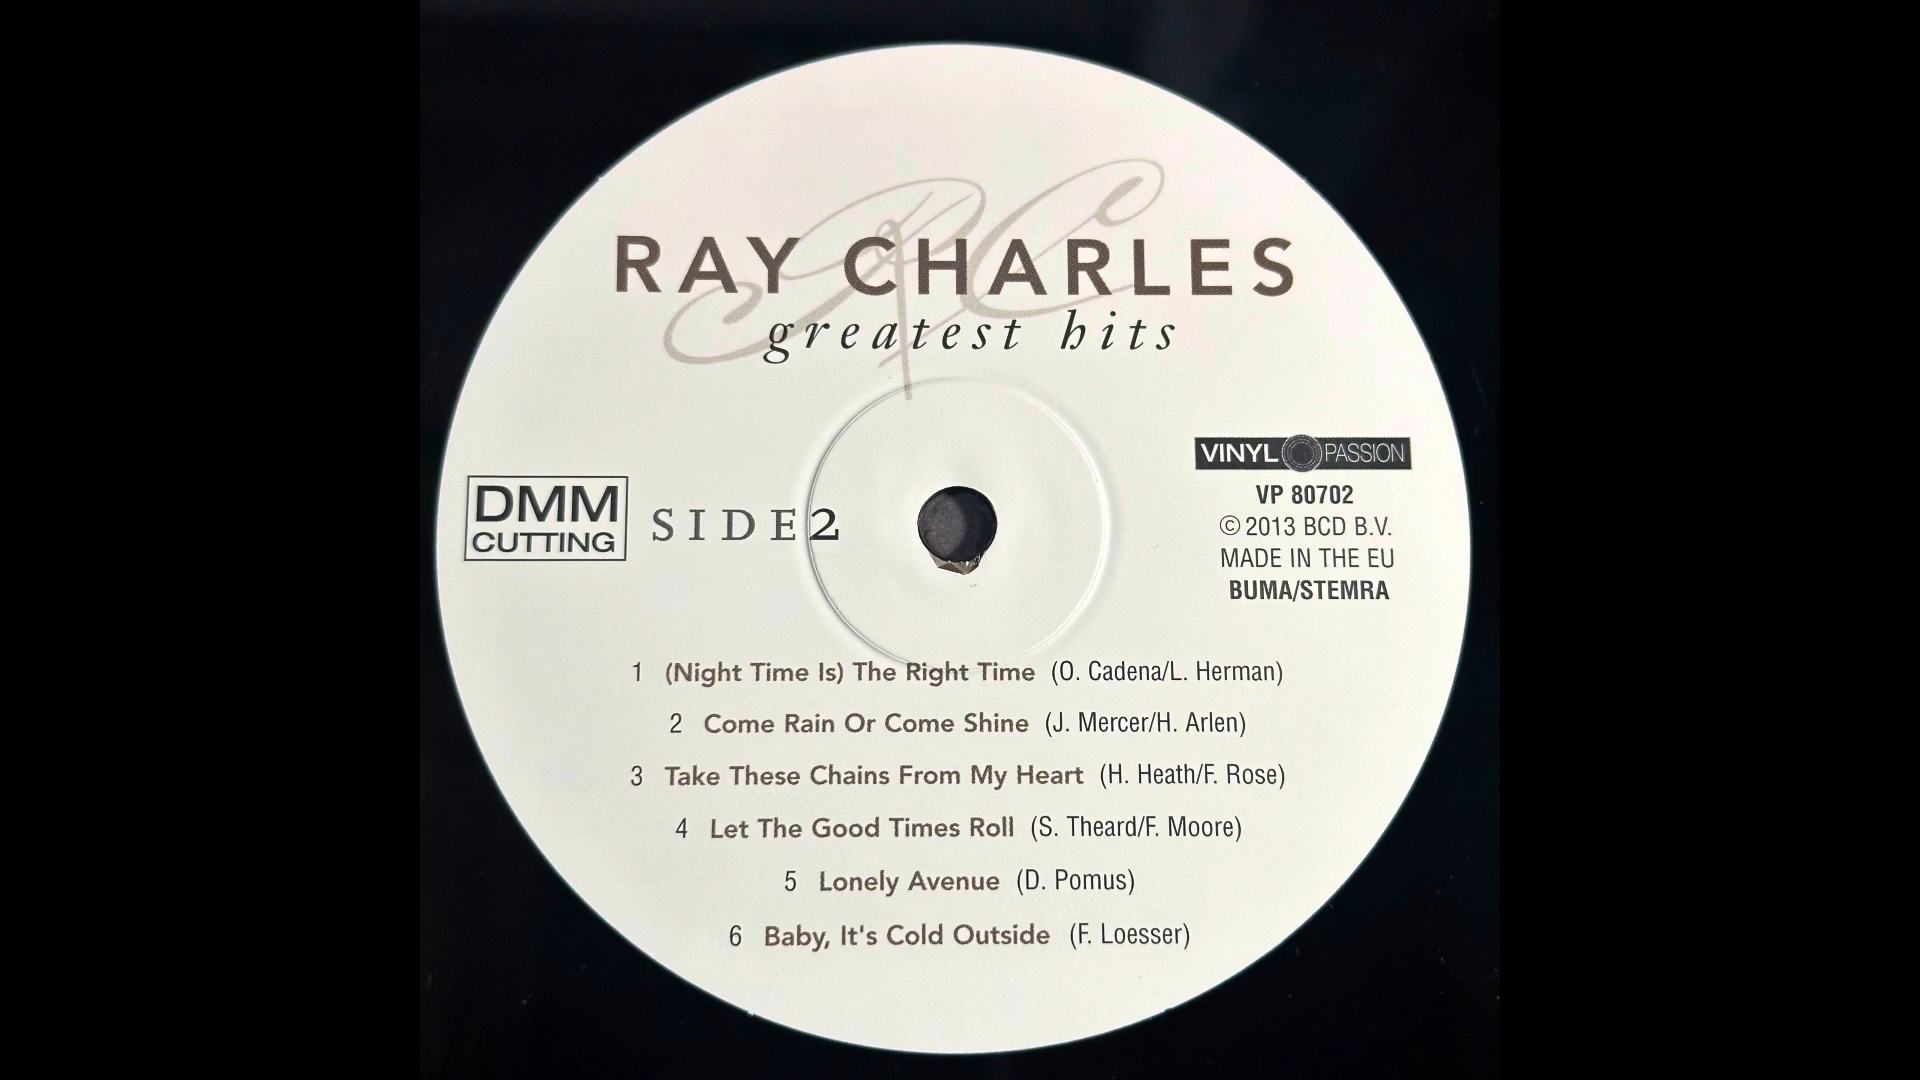 RAY CHARLES
greatest hits
DMM
CUTTING
SIDE 2
VINYL PASSION
VP 80702
© 2013 BCD B.V.
MADE IN THE EU
BUMA/STEMRA
1 (Night Time Is) The Right Time (O. Cadena/L. Herman)
2 Come Rain Or Come Shine (J. Mercer/H. Arlen)
3 Take These Chains From My Heart (H. Heath/F. Rose)
4 Let The Good Times Roll (S. Theard/F. Moore)
5 Lonely Avenue (D. Pomus)
6 Baby, It's Cold Outside (F. Loesser)